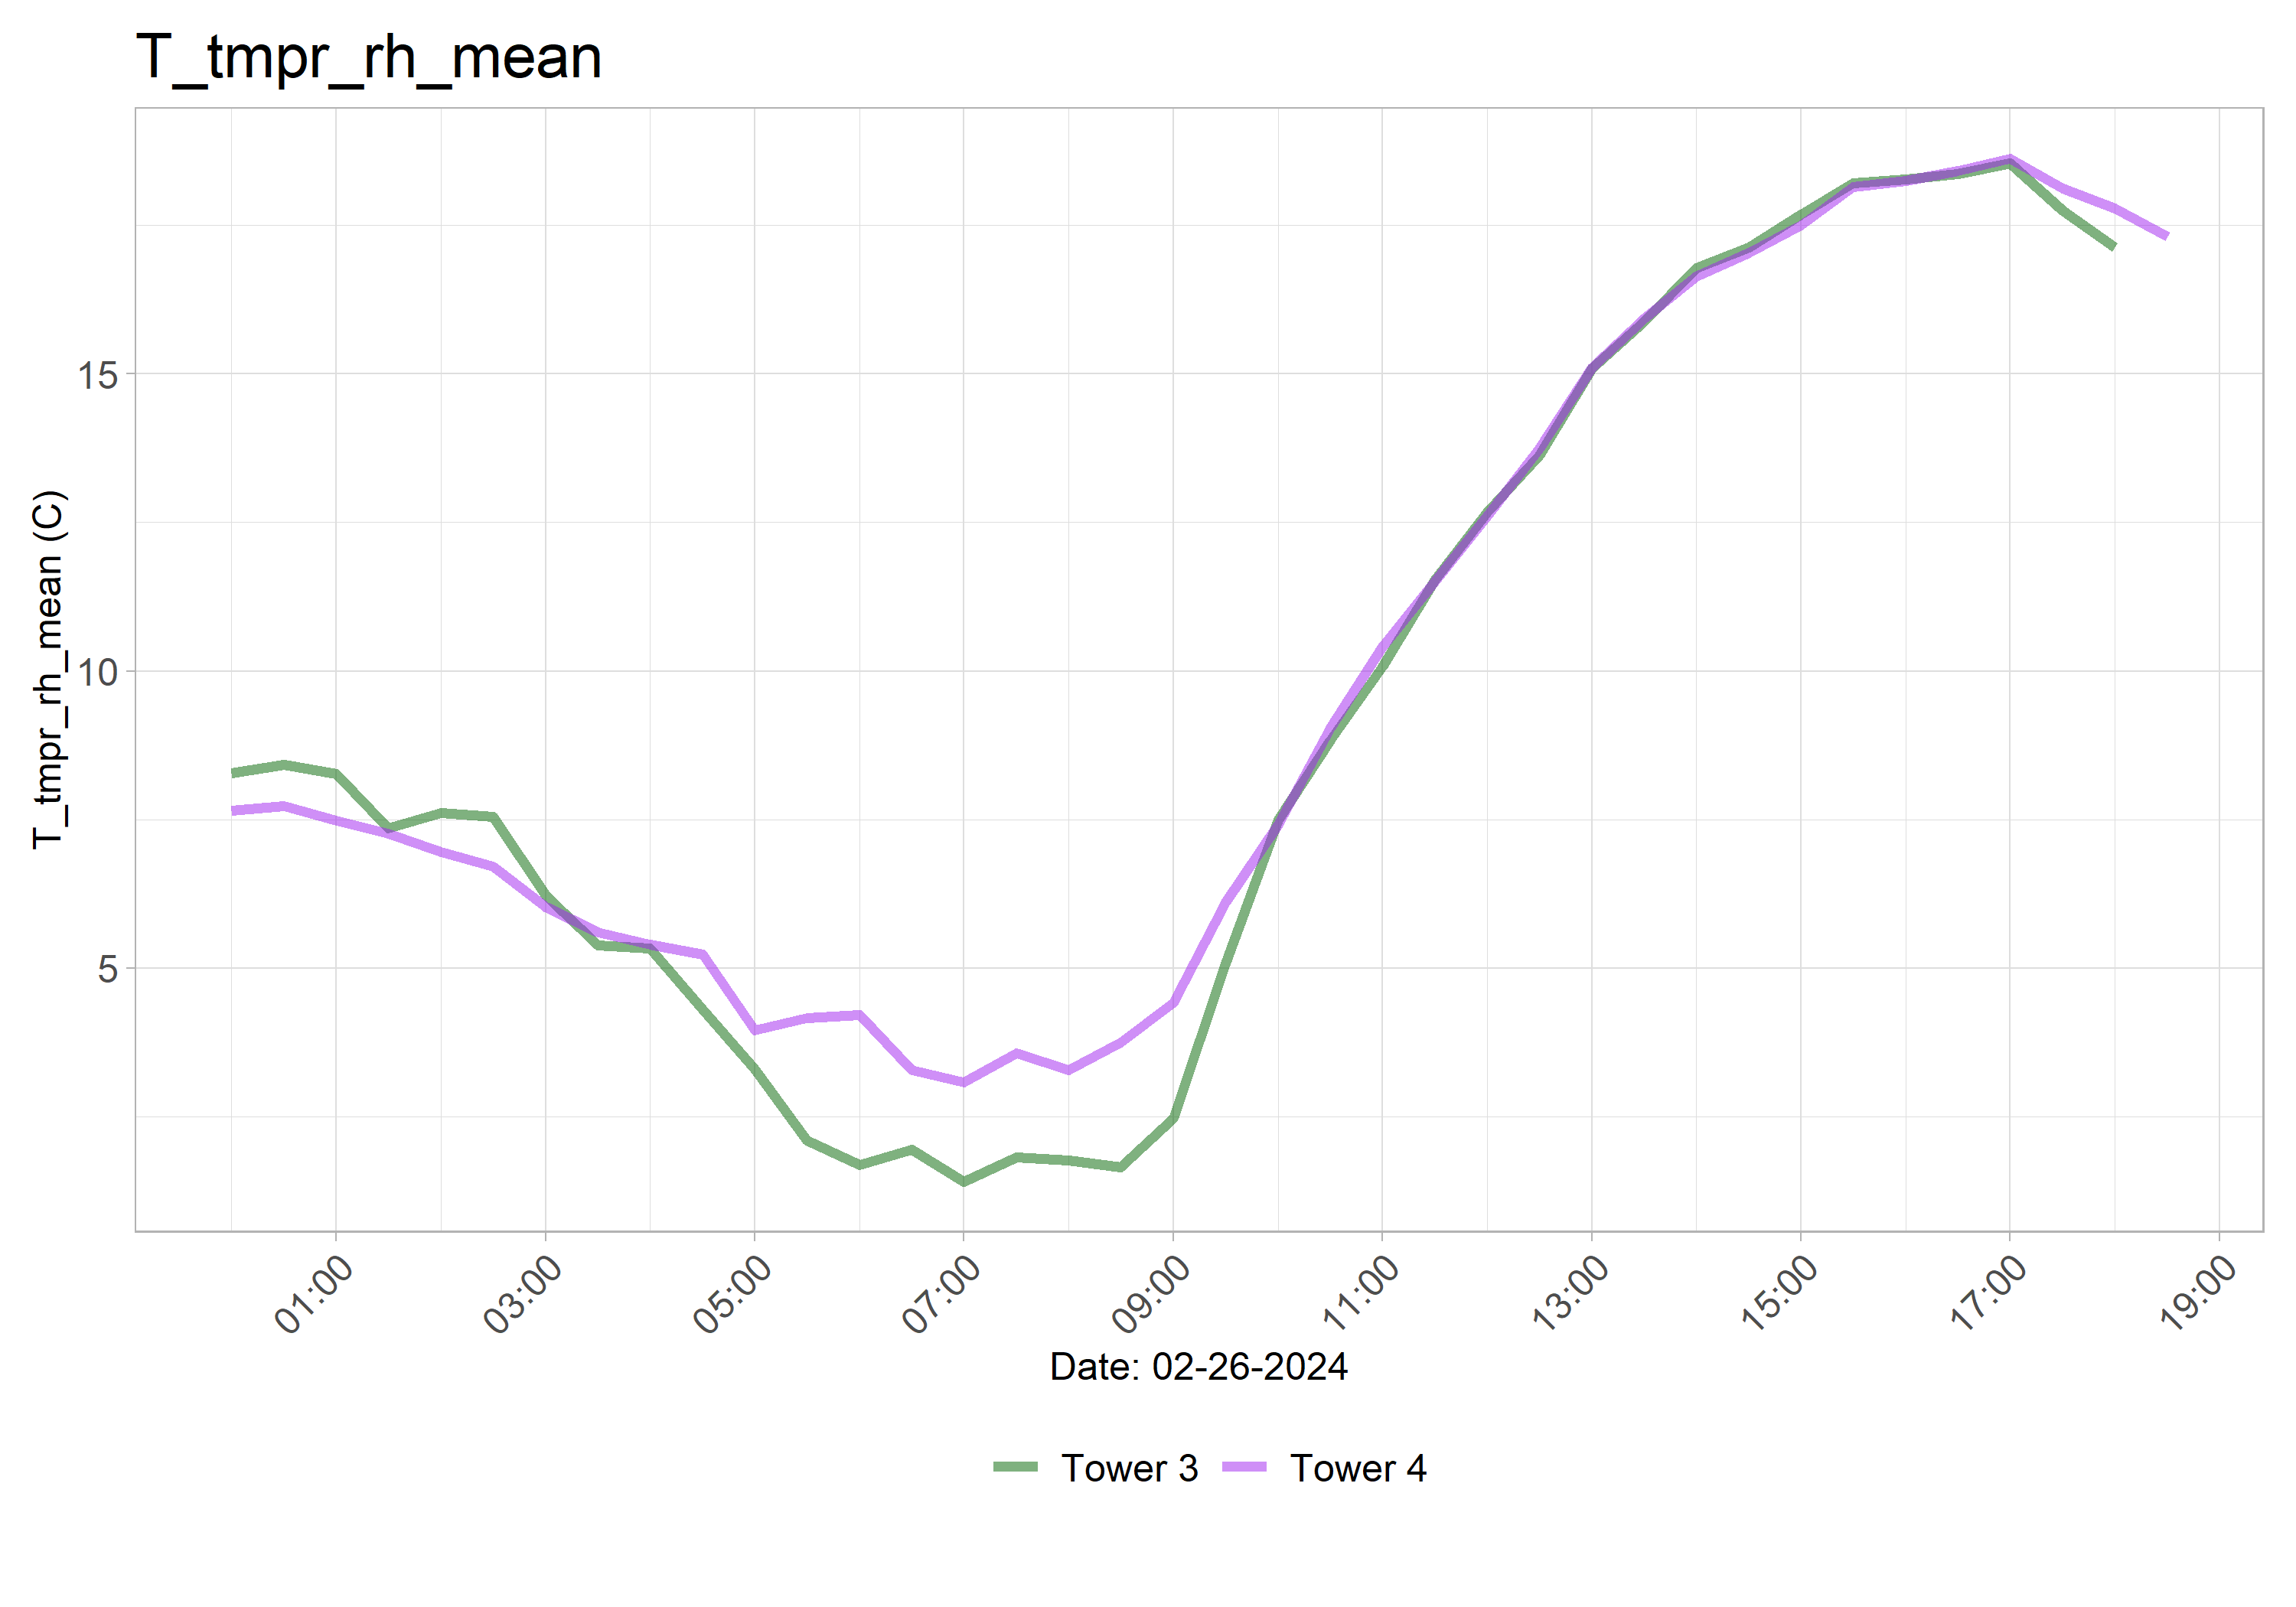 T_tmpr_rh_mean
T_tmpr_rh_mean (C)
15
10
5
01:00 03:00 05:00 07:00 09:00 11:00 13:00 15:00 17:00 19:00
Date: 02-26-2024
Tower 3 Tower 4